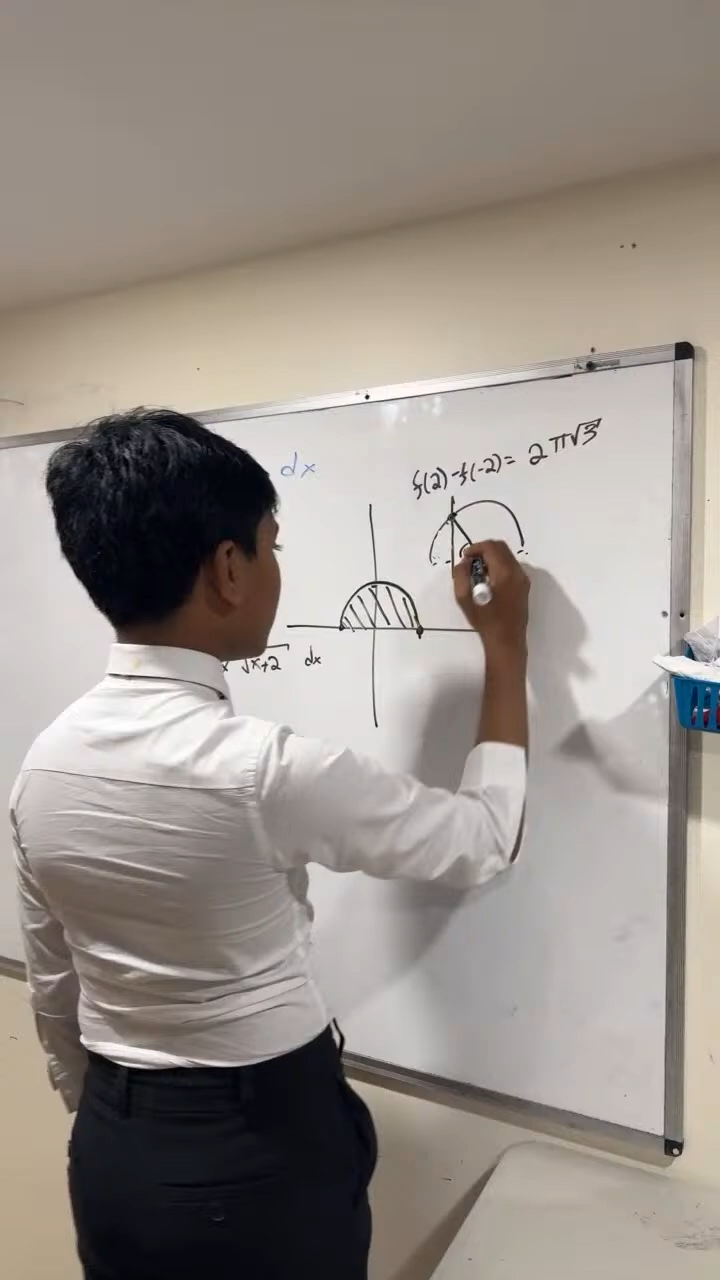 dx
f(2) - f(-2) = 2π√3
x √x+2 dx